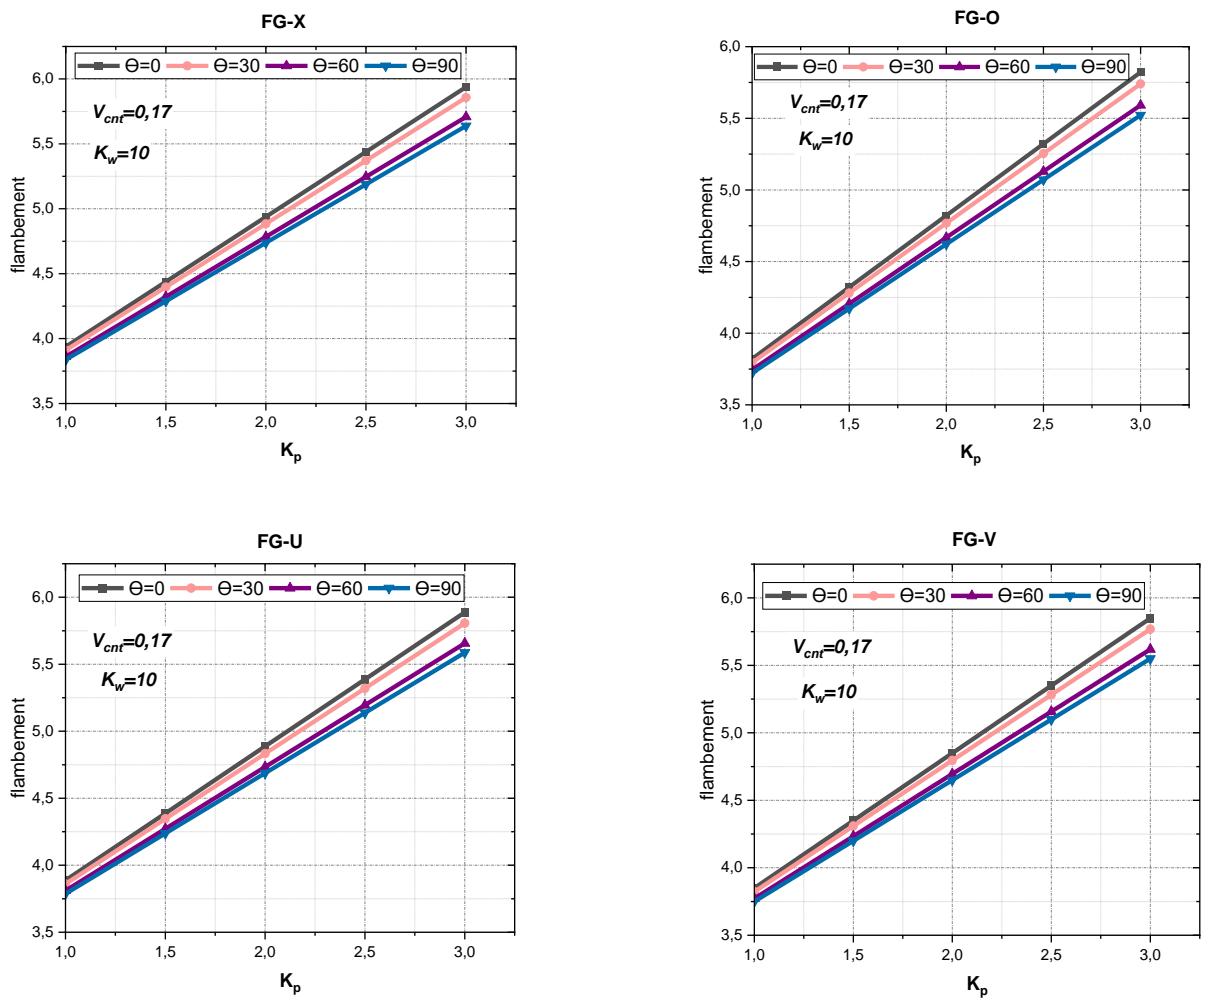 FG-X
Ɵ=0 Ɵ=30 Ɵ=60 Ɵ=90
V_cnt=0,17
K_w=10
flambement
6,0
5,5
5,0
4,5
4,0
3,5
1,0 1,5 2,0 2,5 3,0
K_p
FG-O
Ɵ=0 Ɵ=30 Ɵ=60 Ɵ=90
V_cnt=0,17
K_w=10
flambement
6,0
5,5
5,0
4,5
4,0
3,5
1,0 1,5 2,0 2,5 3,0
K_p
FG-U
Ɵ=0 Ɵ=30 Ɵ=60 Ɵ=90
V_cnt=0,17
K_w=10
flambement
6,0
5,5
5,0
4,5
4,0
3,5
1,0 1,5 2,0 2,5 3,0
K_p
FG-V
Ɵ=0 Ɵ=30 Ɵ=60 Ɵ=90
V_cnt=0,17
K_w=10
flambement
6,0
5,5
5,0
4,5
4,0
3,5
1,0 1,5 2,0 2,5 3,0
K_p